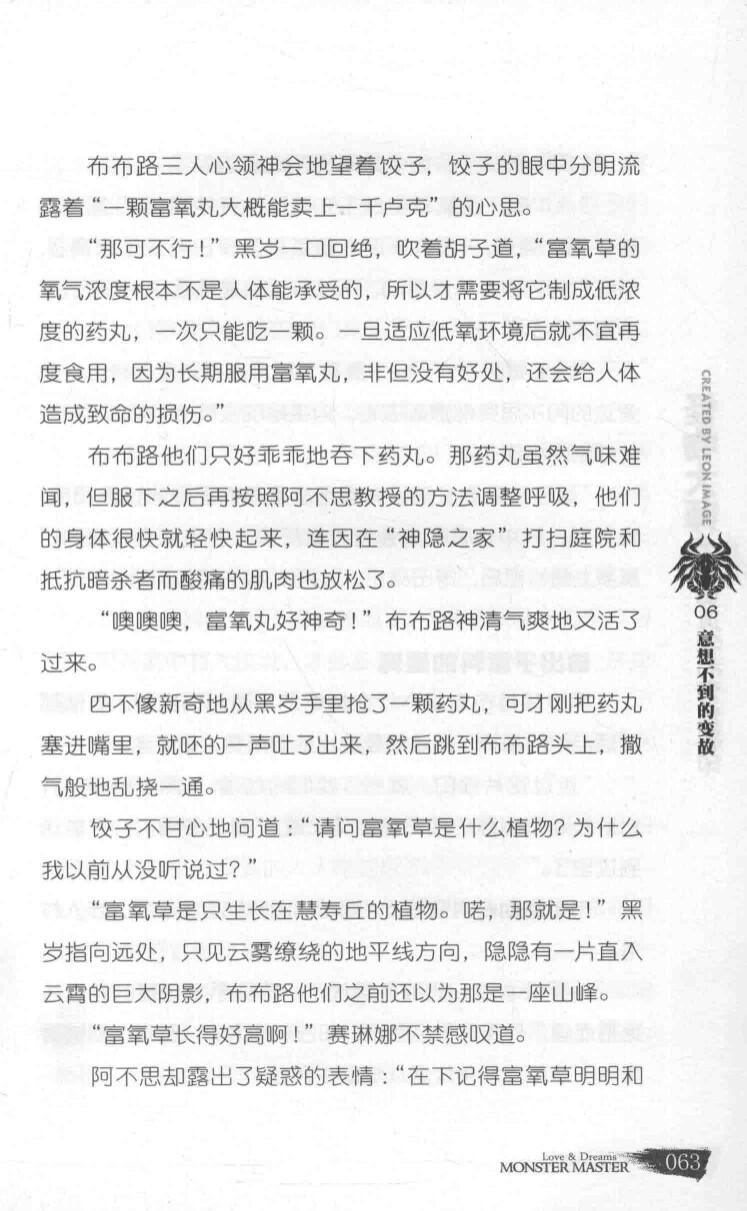 布布路三人心领神会地望着饺子，饺子的眼中分明流
露着“一颗富氧丸大概能卖上一千卢克”的心思。
“那可不行！”黑岁一口回绝，吹着胡子道，“富氧草的
氧气浓度根本不是人体能承受的，所以才需要将它制成低浓
度的药丸，一次只能吃一颗。一旦适应低氧环境后就不宜再
度食用，因为长期服用富氧丸，非但没有好处，还会给人体
造成致命的损伤。”
布布路他们只好乖乖地吞下药丸。那药丸虽然气味难
闻，但服下之后再按照阿不思教授的方法调整呼吸，他们
的身体很快就轻快起来，连因在“神隐之家”打扫庭院和
抵抗暗杀者而酸痛的肌肉也放松了。
“噢噢噢，富氧丸好神奇！”布布路神清气爽地又活了
过来。
四不像新奇地从黑岁手里抢了一颗药丸，可才刚把药丸
塞进嘴里，就呸的一声吐了出来，然后跳到布布路头上，撒
气般地乱挠一通。
饺子不甘心地问道：“请问富氧草是什么植物？为什么
我以前从没听说过？”
“富氧草是只生长在慧寿丘的植物。喏，那就是！”黑
岁指向远处，只见云雾缭绕的地平线方向，隐隐有一片直入
云霄的巨大阴影，布布路他们之前还以为那是一座山峰。
“富氧草长得好高啊！”赛琳娜不禁感叹道。
阿不思却露出了疑惑的表情：“在下记得富氧草明明和
CREATED BY LEON IMAGE
06
意想不到的变故
Love & Dreams
MONSTER MASTER
063